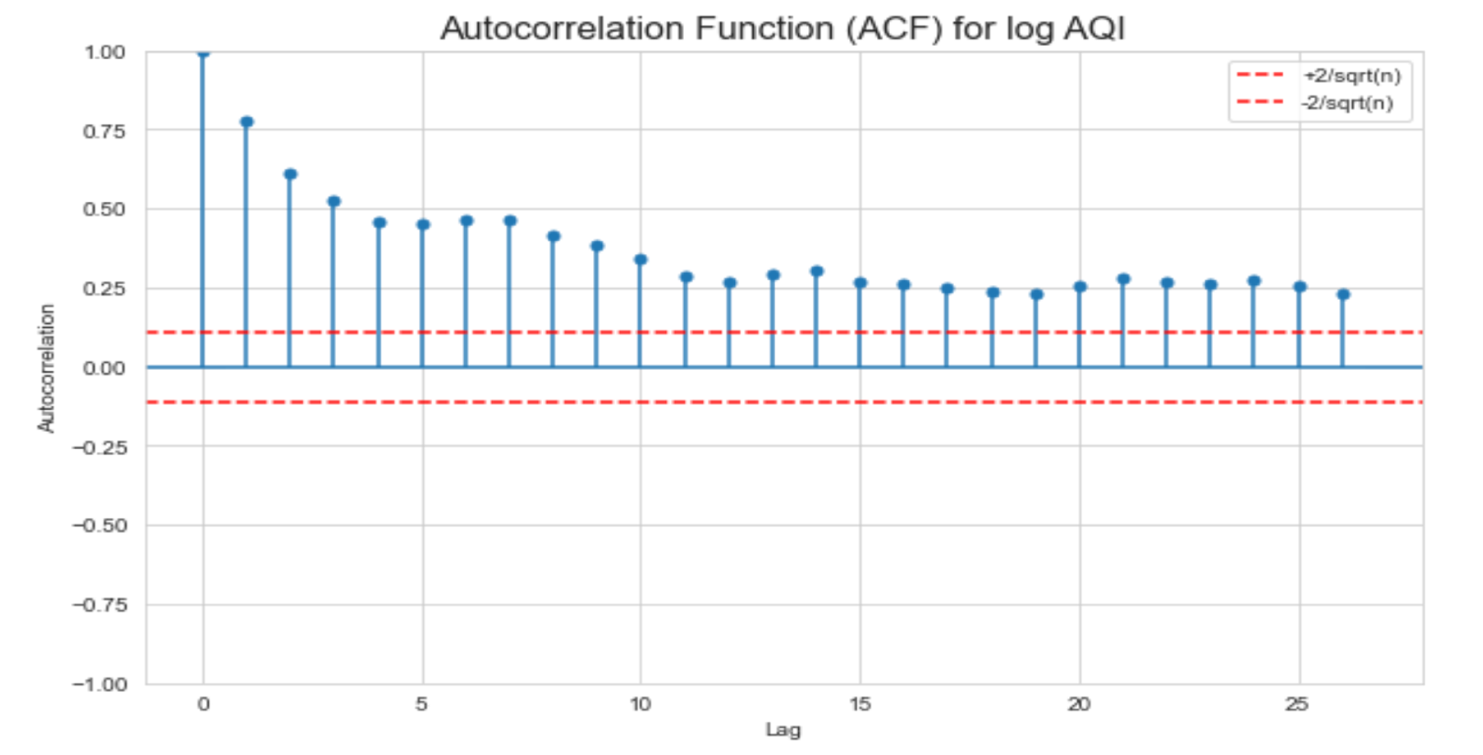 Autocorrelation Function (ACF) for log AQI
+2/sqrt(n)
-2/sqrt(n)
1.00
0.75
0.50
0.25
0.00
−0.25
−0.50
−0.75
−1.00
Autocorrelation
0 5 10 15 20 25
Lag